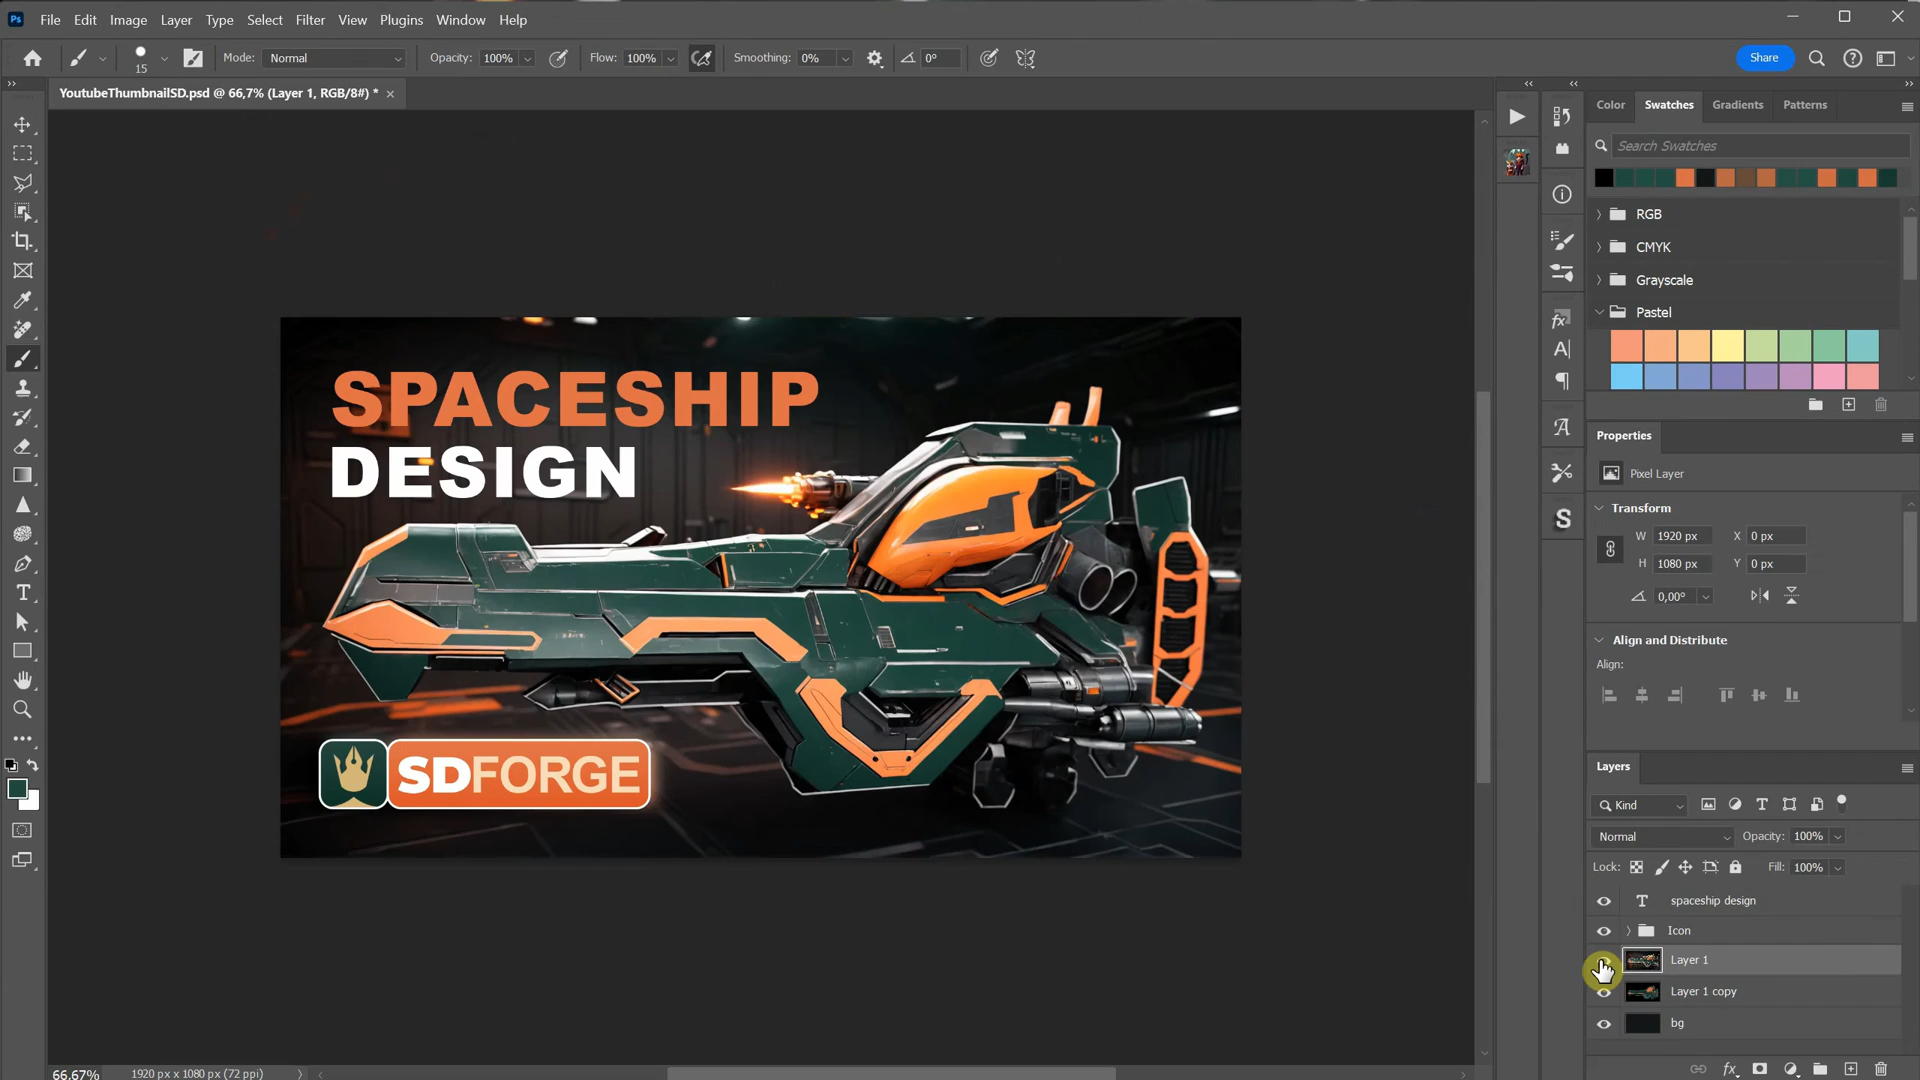 Ps File Edit Image Layer Type Select Filter View Plugins Window Help
15 Mode: Normal Opacity: 100% Flow: 100% Smoothing: 0% 0° Share
YoutubeThumbnailSD.psd @ 66,7% (Layer 1, RGB/8#) *
Color Swatches Gradients Patterns
Search Swatches
RGB
CMYK
Grayscale
Pastel
SPACESHIP
DESIGN
SDFORGE
Properties
Pixel Layer
Transform
W 1920 px X 0 px
H 1080 px Y 0 px
0,00°
Align and Distribute
Align:
Layers
Kind
Normal Opacity: 100%
Lock: Fill: 100%
spaceship design
Icon
Layer 1
Layer 1 copy
bg
66,67% 1920 px x 1080 px (72 ppi)